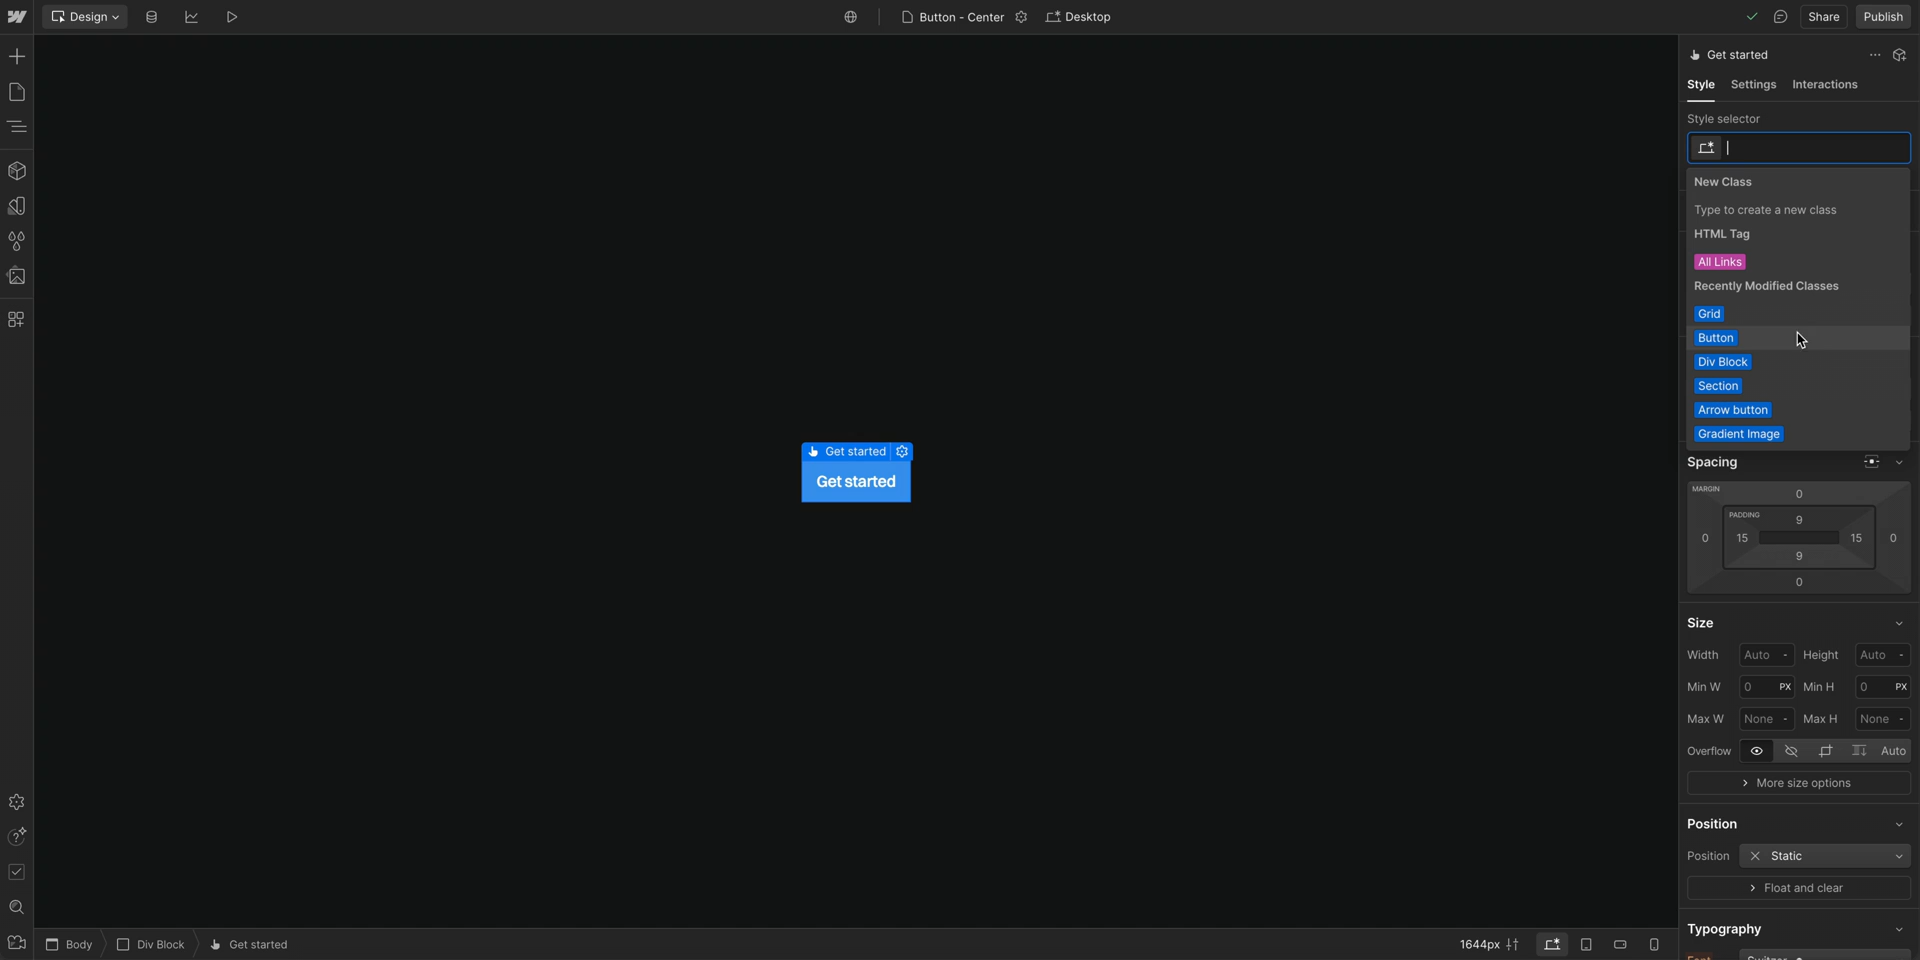 Design
Button - Center
Desktop
Share
Publish
Get started
Style
Settings
Interactions
Style selector
New Class
Type to create a new class
HTML Tag
All Links
Recently Modified Classes
Grid
Button
Div Block
Section
Arrow button
Gradient Image
Get started
Get started
Spacing
MARGIN
0
PADDING
9
0 15 15 0
9
0
Size
Width Auto - Height Auto -
Min W 0 PX Min H 0 PX
Max W None - Max H None -
Overflow Auto
More size options
Position
Position Static
Float and clear
Typography
Body
Div Block
Get started
1644px